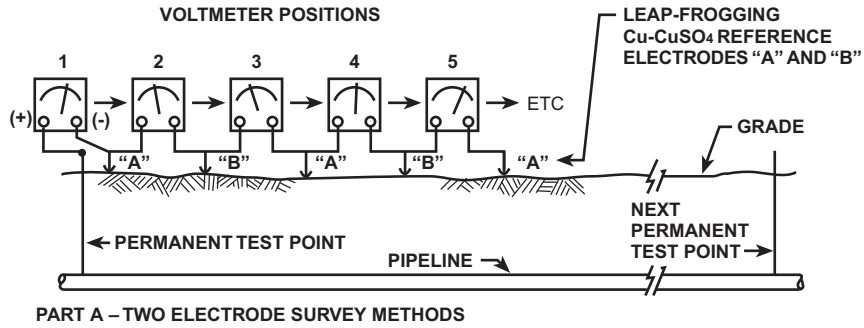 VOLTMETER POSITIONS
LEAP-FROGGING
Cu-CuSO4 REFERENCE
ELECTRODES “A” AND “B”
1 2 3 4 5
ETC
(+) (-)
GRADE
“A” “B” “A” “B” “A”
NEXT
PERMANENT
TEST POINT
PERMANENT TEST POINT
PIPELINE
PART A – TWO ELECTRODE SURVEY METHODS